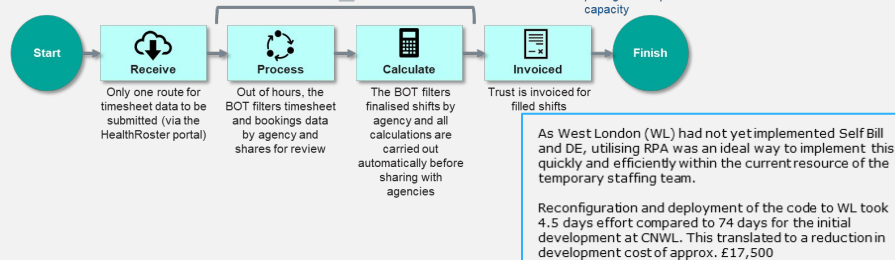 capacity
Start
Receive
Process
Calculate
Invoiced
Finish
Only one route for
timesheet data to be
submitted (via the
HealthRoster portal)
Out of hours, the
BOT filters timesheet
and bookings data
by agency and
shares for review
The BOT filters
finalised shifts by
agency and all
calculations are
carried out
automatically before
sharing with
agencies
Trust is invoiced for
filled shifts
As West London (WL) had not yet implemented Self Bill
and DE, utilising RPA was an ideal way to implement this
quickly and efficiently within the current resource of the
temporary staffing team.
Reconfiguration and deployment of the code to WL took
4.5 days effort compared to 74 days for the initial
development at CNWL. This translated to a reduction in
development cost of approx. £17,500